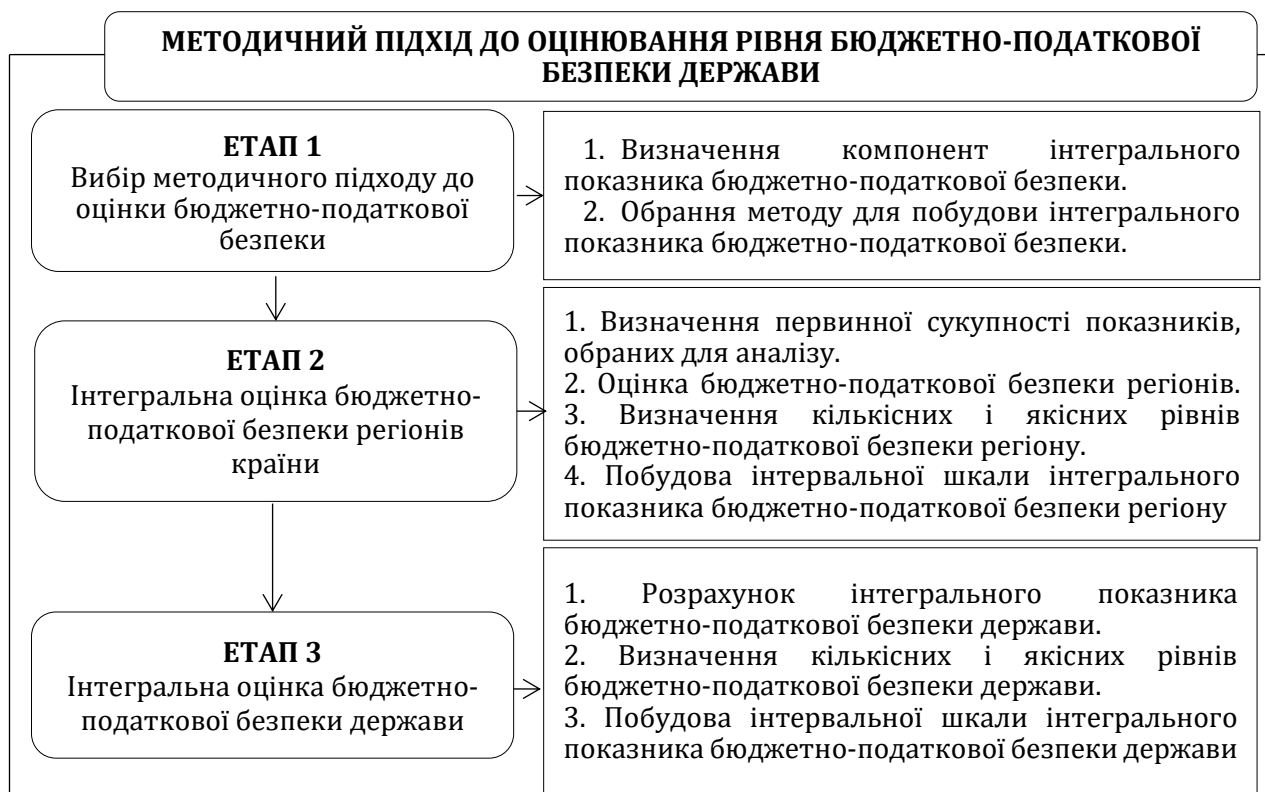 МЕТОДИЧНИЙ ПІДХІД ДО ОЦІНЮВАННЯ РІВНЯ БЮДЖЕТНО-ПОДАТКОВОЇ
БЕЗПЕКИ ДЕРЖАВИ
ЕТАП 1
Вибір методичного підходу до
оцінки бюджетно-податкової
безпеки
1. Визначення компонент інтегрального
показника бюджетно-податкової безпеки.
2. Обрання методу для побудови інтегрального
показника бюджетно-податкової безпеки.
ЕТАП 2
Інтегральна оцінка бюджетно-
податкової безпеки регіонів
країни
1. Визначення первинної сукупності показників,
обраних для аналізу.
2. Оцінка бюджетно-податкової безпеки регіонів.
3. Визначення кількісних і якісних рівнів
бюджетно-податкової безпеки регіону.
4. Побудова інтервальної шкали інтегрального
показника бюджетно-податкової безпеки регіону
ЕТАП 3
Інтегральна оцінка бюджетно-
податкової безпеки держави
1. Розрахунок інтегрального показника
бюджетно-податкової безпеки держави.
2. Визначення кількісних і якісних рівнів
бюджетно-податкової безпеки держави.
3. Побудова інтервальної шкали інтегрального
показника бюджетно-податкової безпеки держави